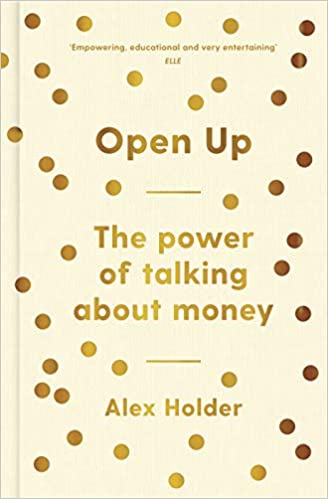 'Empowering, educational and very entertaining'
ELLE
Open Up
The power
of talking
about money
Alex Holder